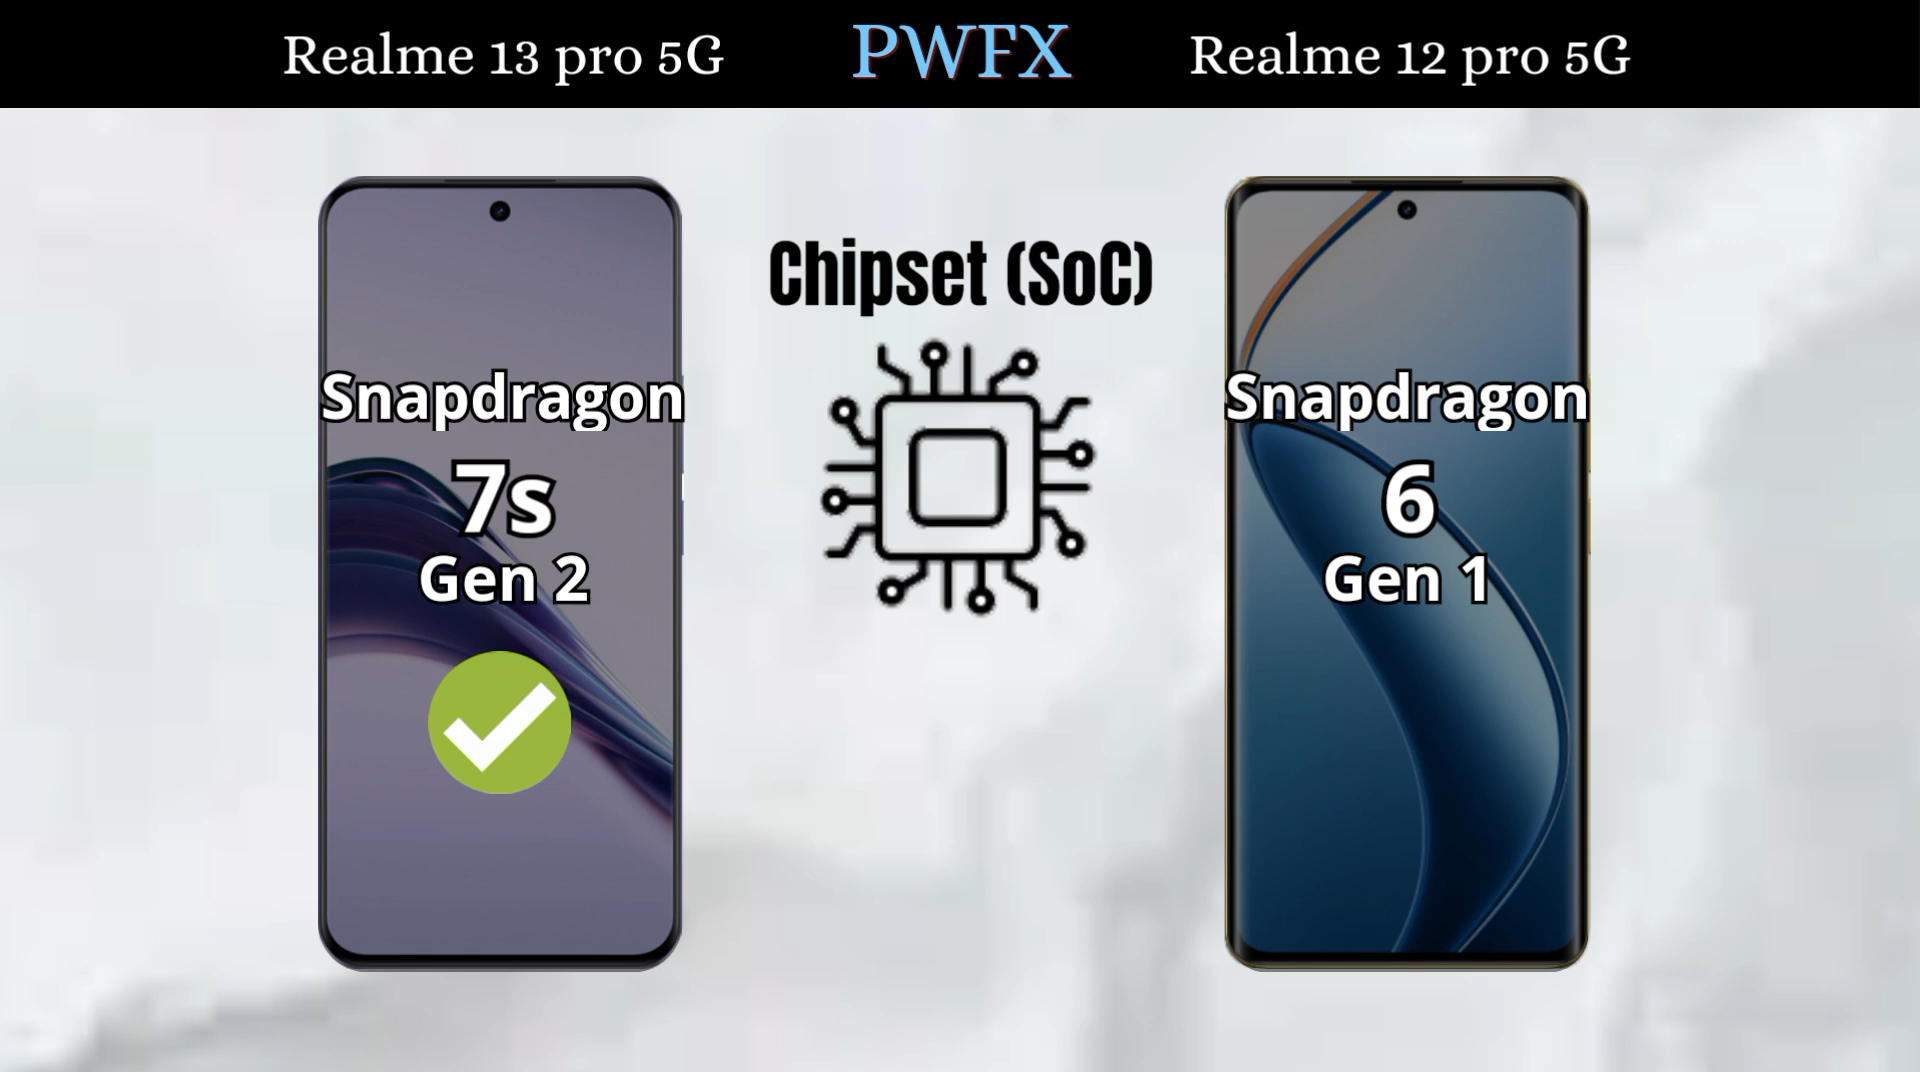 Realme 13 pro 5G
PWFX
Realme 12 pro 5G
Chipset (SoC)
Snapdragon
7s
Gen 2
Snapdragon
6
Gen 1